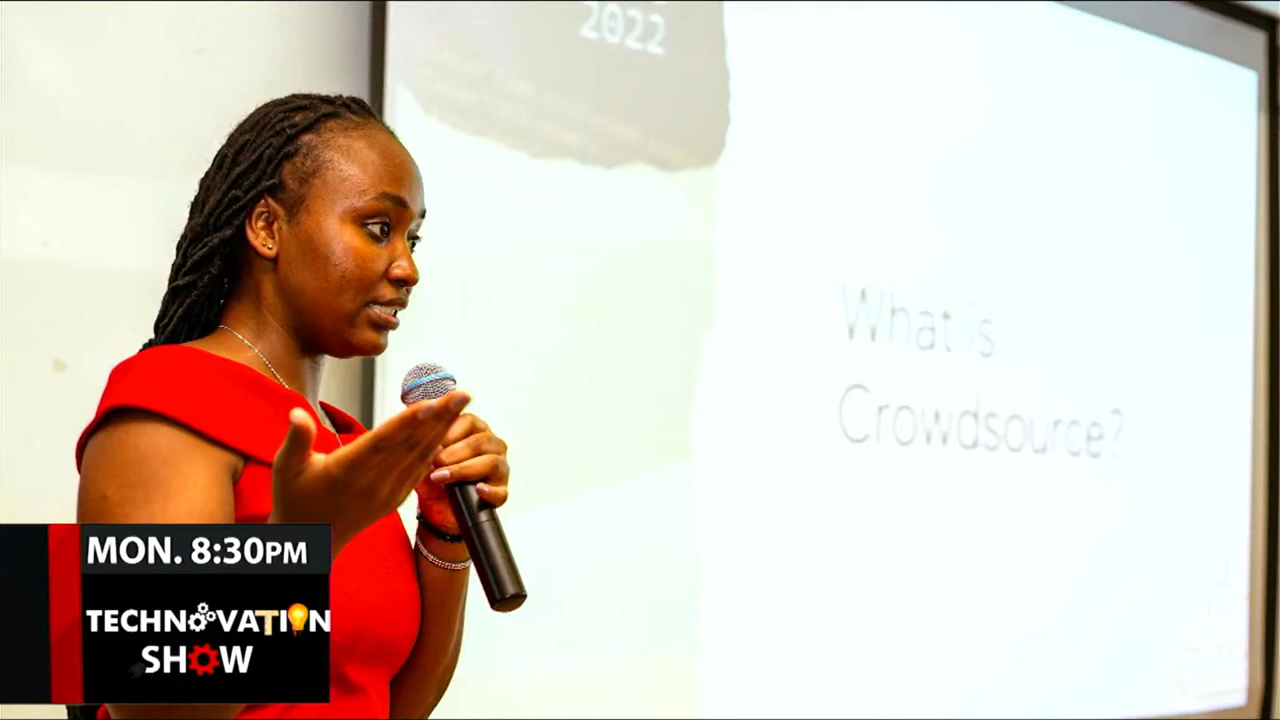 2022
What is
Crowdsource?
MON. 8:30PM
TECHNOVATION
SHOW